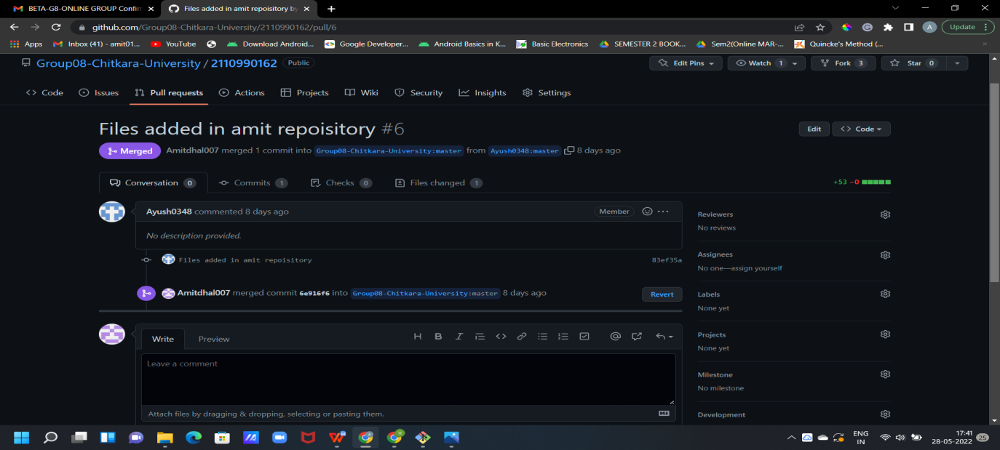 BETA-G8-ONLINE GROUP Confir
Files added in amit repoisitory by
github.com/Group08-Chitkara-University/2110990162/pull/6
A
Update
Apps
Inbox (41) - amit01...
YouTube
Download Android...
Google Developer...
Android Basics in K...
Basic Electronics
SEMESTER 2 BOOK...
Sem2(Online MAR-...
Quincke's Method (...
Group08-Chitkara-University / 2110990162 Public
Edit Pins
Watch 1
Fork 3
Star 0
Code
Issues
Pull requests
Actions
Projects
Wiki
Security
Insights
Settings
Files added in amit repoisitory #6
Edit
Code
Merged
Amitdhal007 merged 1 commit into Group08-Chitkara-University:master from Ayush0348:master 8 days ago
Conversation 0
Commits 1
Checks 0
Files changed 1
+53 −0
Ayush0348 commented 8 days ago
Member
No description provided.
Files added in amit repoisitory
83ef35a
Amitdhal007 merged commit 6e916f6 into Group08-Chitkara-University:master 8 days ago
Revert
Reviewers
No reviews
Assignees
No one—assign yourself
Labels
None yet
Projects
None yet
Milestone
No milestone
Development
Write
Preview
H B I
Leave a comment
Attach files by dragging & dropping, selecting or pasting them.
ENG
IN
17:41
28-05-2022
25